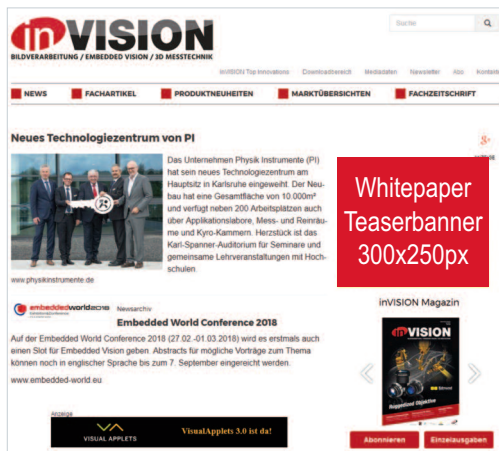 inVISION
BILDVERARBEITUNG / EMBEDDED VISION / 3D MESSTECHNIK
Suche
inVISION Top Innovations Downloadbereich Mediadaten Newsletter Abo Kontakt
NEWS FACHARTIKEL PRODUKTNEUHEITEN MARKTÜBERSICHTEN FACHZEITSCHRIFT
Neues Technologiezentrum von PI
Das Unternehmen Physik Instrumente (PI)
hat sein neues Technologiezentrum am
Hauptsitz in Karlsruhe eingeweiht. Der Neu-
bau hat eine Gesamtfläche von 10.000m²
und verfügt neben 200 Arbeitsplätzen auch
über Applikationslabore, Mess- und Reinräu-
me und Kyro-Kammern. Herzstück ist das
Karl-Spanner-Auditorium für Seminare und
gemeinsame Lehrveranstaltungen mit Hoch-
schulen.
www.physikinstrumente.de
Whitepaper
Teaserbanner
300x250px
embeddedworld2018
Newsarchiv
Embedded World Conference 2018
Auf der Embedded World Conference 2018 (27.02.-01.03.2018) wird es erstmals auch
einen Slot für Embedded Vision geben. Abstracts für mögliche Vorträge zum Thema
können noch in englischer Sprache bis zum 7. September eingereicht werden.
www.embedded-world.eu
inVISION Magazin
inVISION
Ruggedized Objektive
Abonnieren Einzelausgaben
Anzeige
VISUAL APPLETS
VisualApplets 3.0 ist da!